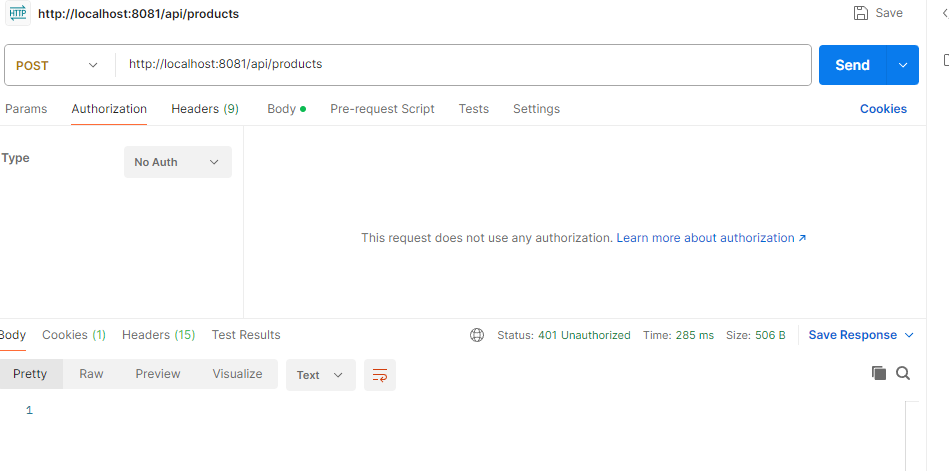 HTTP http://localhost:8081/api/products Save
POST http://localhost:8081/api/products Send
Params Authorization Headers (9) Body Pre-request Script Tests Settings Cookies
Type No Auth
This request does not use any authorization. Learn more about authorization ↗
Body Cookies (1) Headers (15) Test Results Status: 401 Unauthorized Time: 285 ms Size: 506 B Save Response
Pretty Raw Preview Visualize Text
1